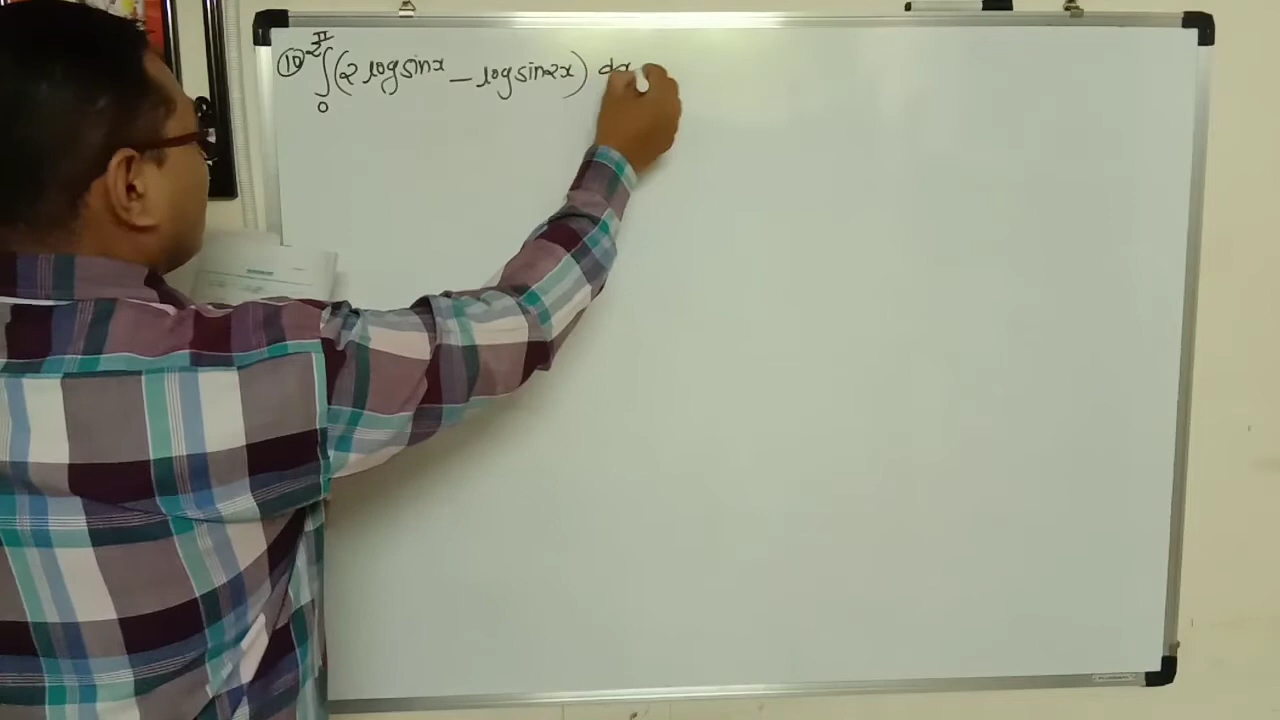 ⑩ ∫₀^(π/2) (2 log sin x − log sin 2x) dx